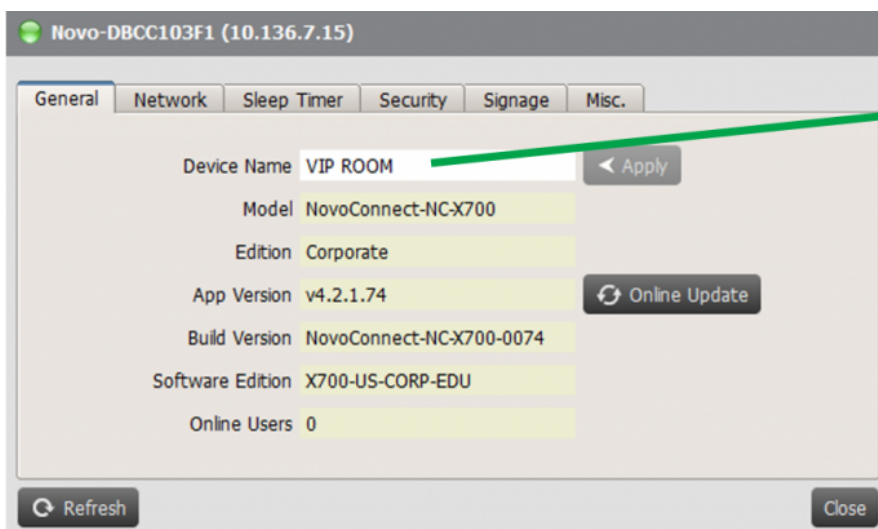 Novo-DBCC103F1 (10.136.7.15)
General Network Sleep Timer Security Signage Misc.
Device Name VIP ROOM Apply
Model NovoConnect-NC-X700
Edition Corporate
App Version v4.2.1.74 Online Update
Build Version NovoConnect-NC-X700-0074
Software Edition X700-US-CORP-EDU
Online Users 0
Refresh Close